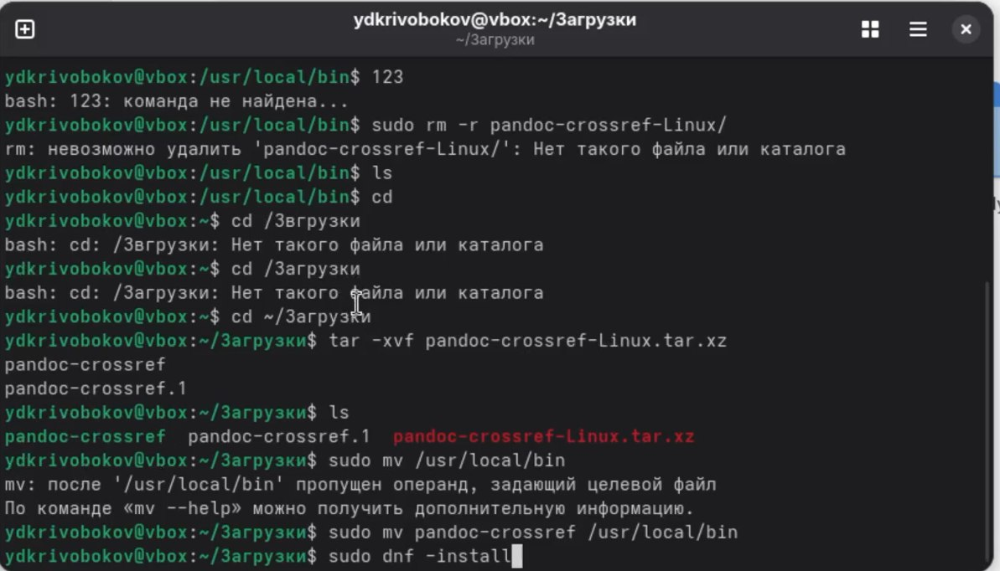 ydkrivobokov@vbox:~/Загрузки
~/Загрузки
ydkrivobokov@vbox:/usr/local/bin$ 123
bash: 123: команда не найдена...
ydkrivobokov@vbox:/usr/local/bin$ sudo rm -r pandoc-crossref-Linux/
rm: невозможно удалить 'pandoc-crossref-Linux/': Нет такого файла или каталога
ydkrivobokov@vbox:/usr/local/bin$ ls
ydkrivobokov@vbox:/usr/local/bin$ cd
ydkrivobokov@vbox:~$ cd /Звгрузки
bash: cd: /Звгрузки: Нет такого файла или каталога
ydkrivobokov@vbox:~$ cd /Загрузки
bash: cd: /Загрузки: Нет такого файла или каталога
ydkrivobokov@vbox:~$ cd ~/Загрузки
ydkrivobokov@vbox:~/Загрузки$ tar -xvf pandoc-crossref-Linux.tar.xz
pandoc-crossref
pandoc-crossref.1
ydkrivobokov@vbox:~/Загрузки$ ls
pandoc-crossref pandoc-crossref.1 pandoc-crossref-Linux.tar.xz
ydkrivobokov@vbox:~/Загрузки$ sudo mv /usr/local/bin
mv: после '/usr/local/bin' пропущен операнд, задающий целевой файл
По команде «mv --help» можно получить дополнительную информацию.
ydkrivobokov@vbox:~/Загрузки$ sudo mv pandoc-crossref /usr/local/bin
ydkrivobokov@vbox:~/Загрузки$ sudo dnf -install